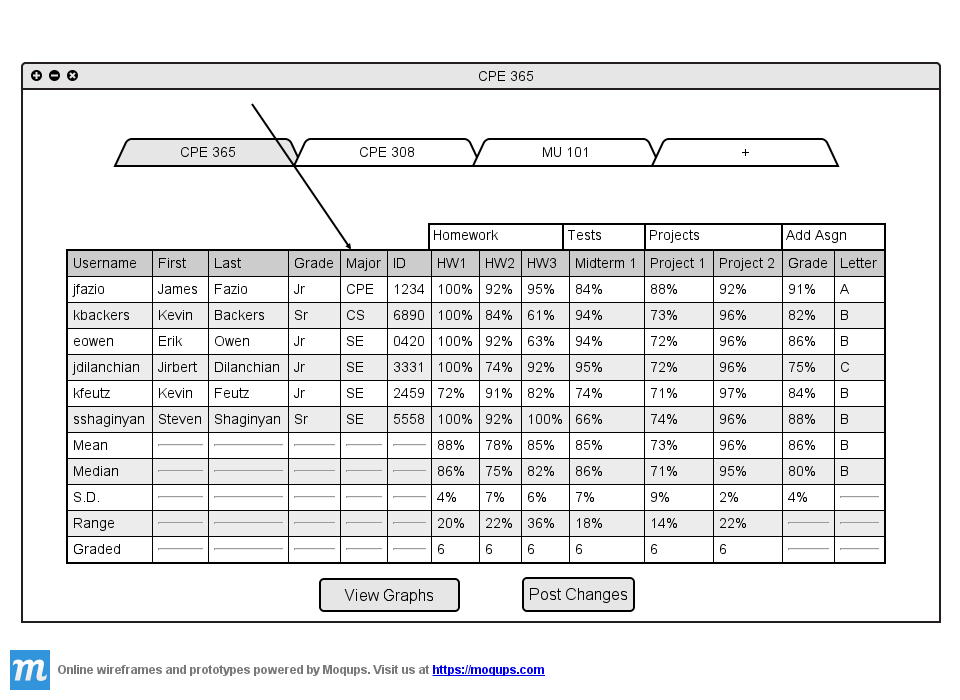 CPE 365
CPE 365 CPE 308 MU 101 +
Homework Tests Projects Add Asgn
Username First Last Grade Major ID HW1 HW2 HW3 Midterm 1 Project 1 Project 2 Grade Letter
jfazio James Fazio Jr CPE 1234 100% 92% 95% 84% 88% 92% 91% A
kbackers Kevin Backers Sr CS 6890 100% 84% 61% 94% 73% 96% 82% B
eowen Erik Owen Jr SE 0420 100% 92% 63% 94% 72% 96% 86% B
jdilanchian Jirbert Dilanchian Jr SE 3331 100% 74% 92% 95% 72% 96% 75% C
kfeutz Kevin Feutz Jr SE 2459 72% 91% 82% 74% 71% 97% 84% B
sshaginyan Steven Shaginyan Sr SE 5558 100% 92% 100% 66% 74% 96% 88% B
Mean 88% 78% 85% 85% 73% 96% 86% B
Median 86% 75% 82% 86% 71% 95% 80% B
S.D. 4% 7% 6% 7% 9% 2% 4%
Range 20% 22% 36% 18% 14% 22%
Graded 6 6 6 6 6 6
View Graphs Post Changes
m Online wireframes and prototypes powered by Moqups. Visit us at https://moqups.com